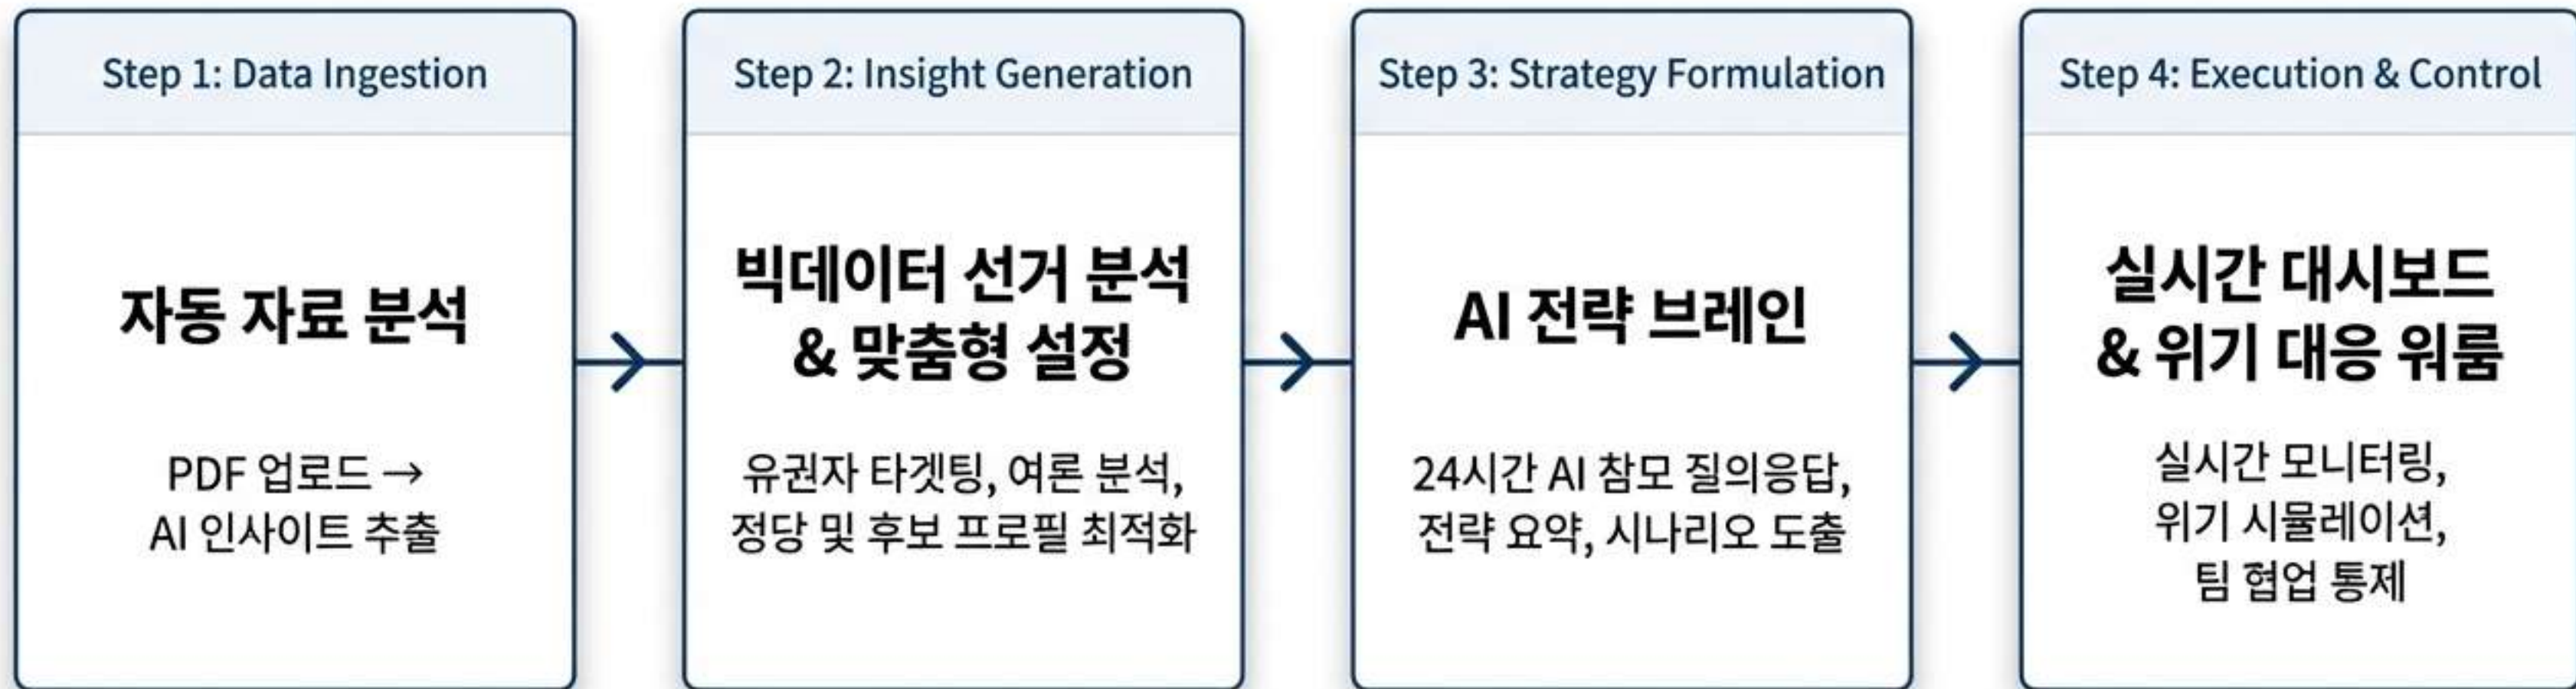 Step 1: Data Ingestion
자동 자료 분석
PDF 업로드 →
AI 인사이트 추출
Step 2: Insight Generation
빅데이터 선거 분석
& 맞춤형 설정
유권자 타겟팅, 여론 분석,
정당 및 후보 프로필 최적화
Step 3: Strategy Formulation
AI 전략 브레인
24시간 AI 참모 질의응답,
전략 요약, 시나리오 도출
Step 4: Execution & Control
실시간 대시보드
& 위기 대응 워룸
실시간 모니터링,
위기 시뮬레이션,
팀 협업 통제